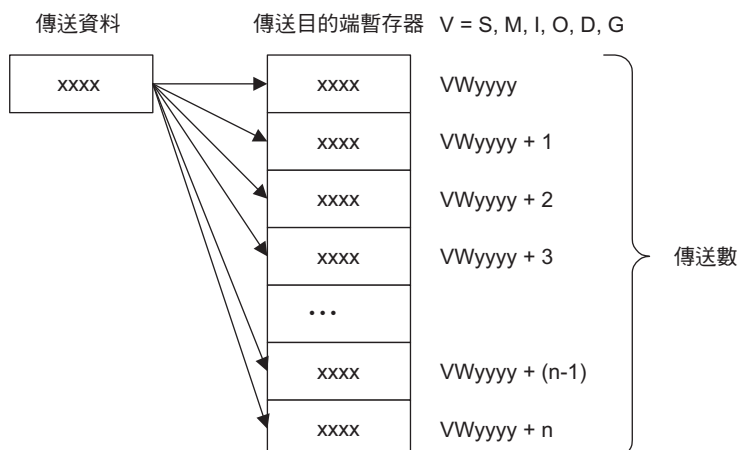 傳送資料 傳送目的端暫存器 V = S, M, I, O, D, G
xxxx xxxx VWyyyy
xxxx VWyyyy + 1
xxxx VWyyyy + 2
xxxx VWyyyy + 3 傳送數
...
xxxx VWyyyy + (n-1)
xxxx VWyyyy + n